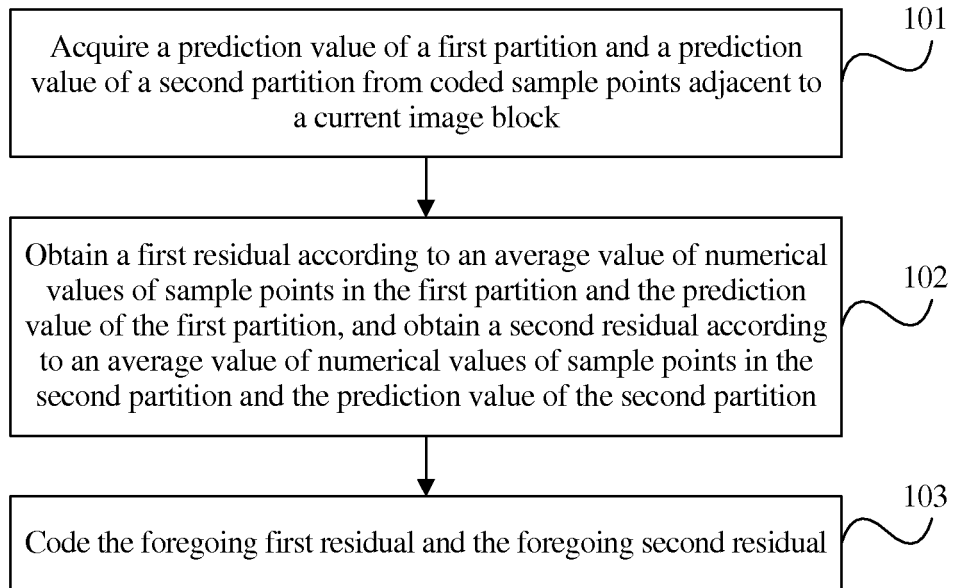 101
Acquire a prediction value of a first partition and a prediction
value of a second partition from coded sample points adjacent to
a current image block
102
Obtain a first residual according to an average value of numerical
values of sample points in the first partition and the prediction
value of the first partition, and obtain a second residual according
to an average value of numerical values of sample points in the
second partition and the prediction value of the second partition
103
Code the foregoing first residual and the foregoing second residual